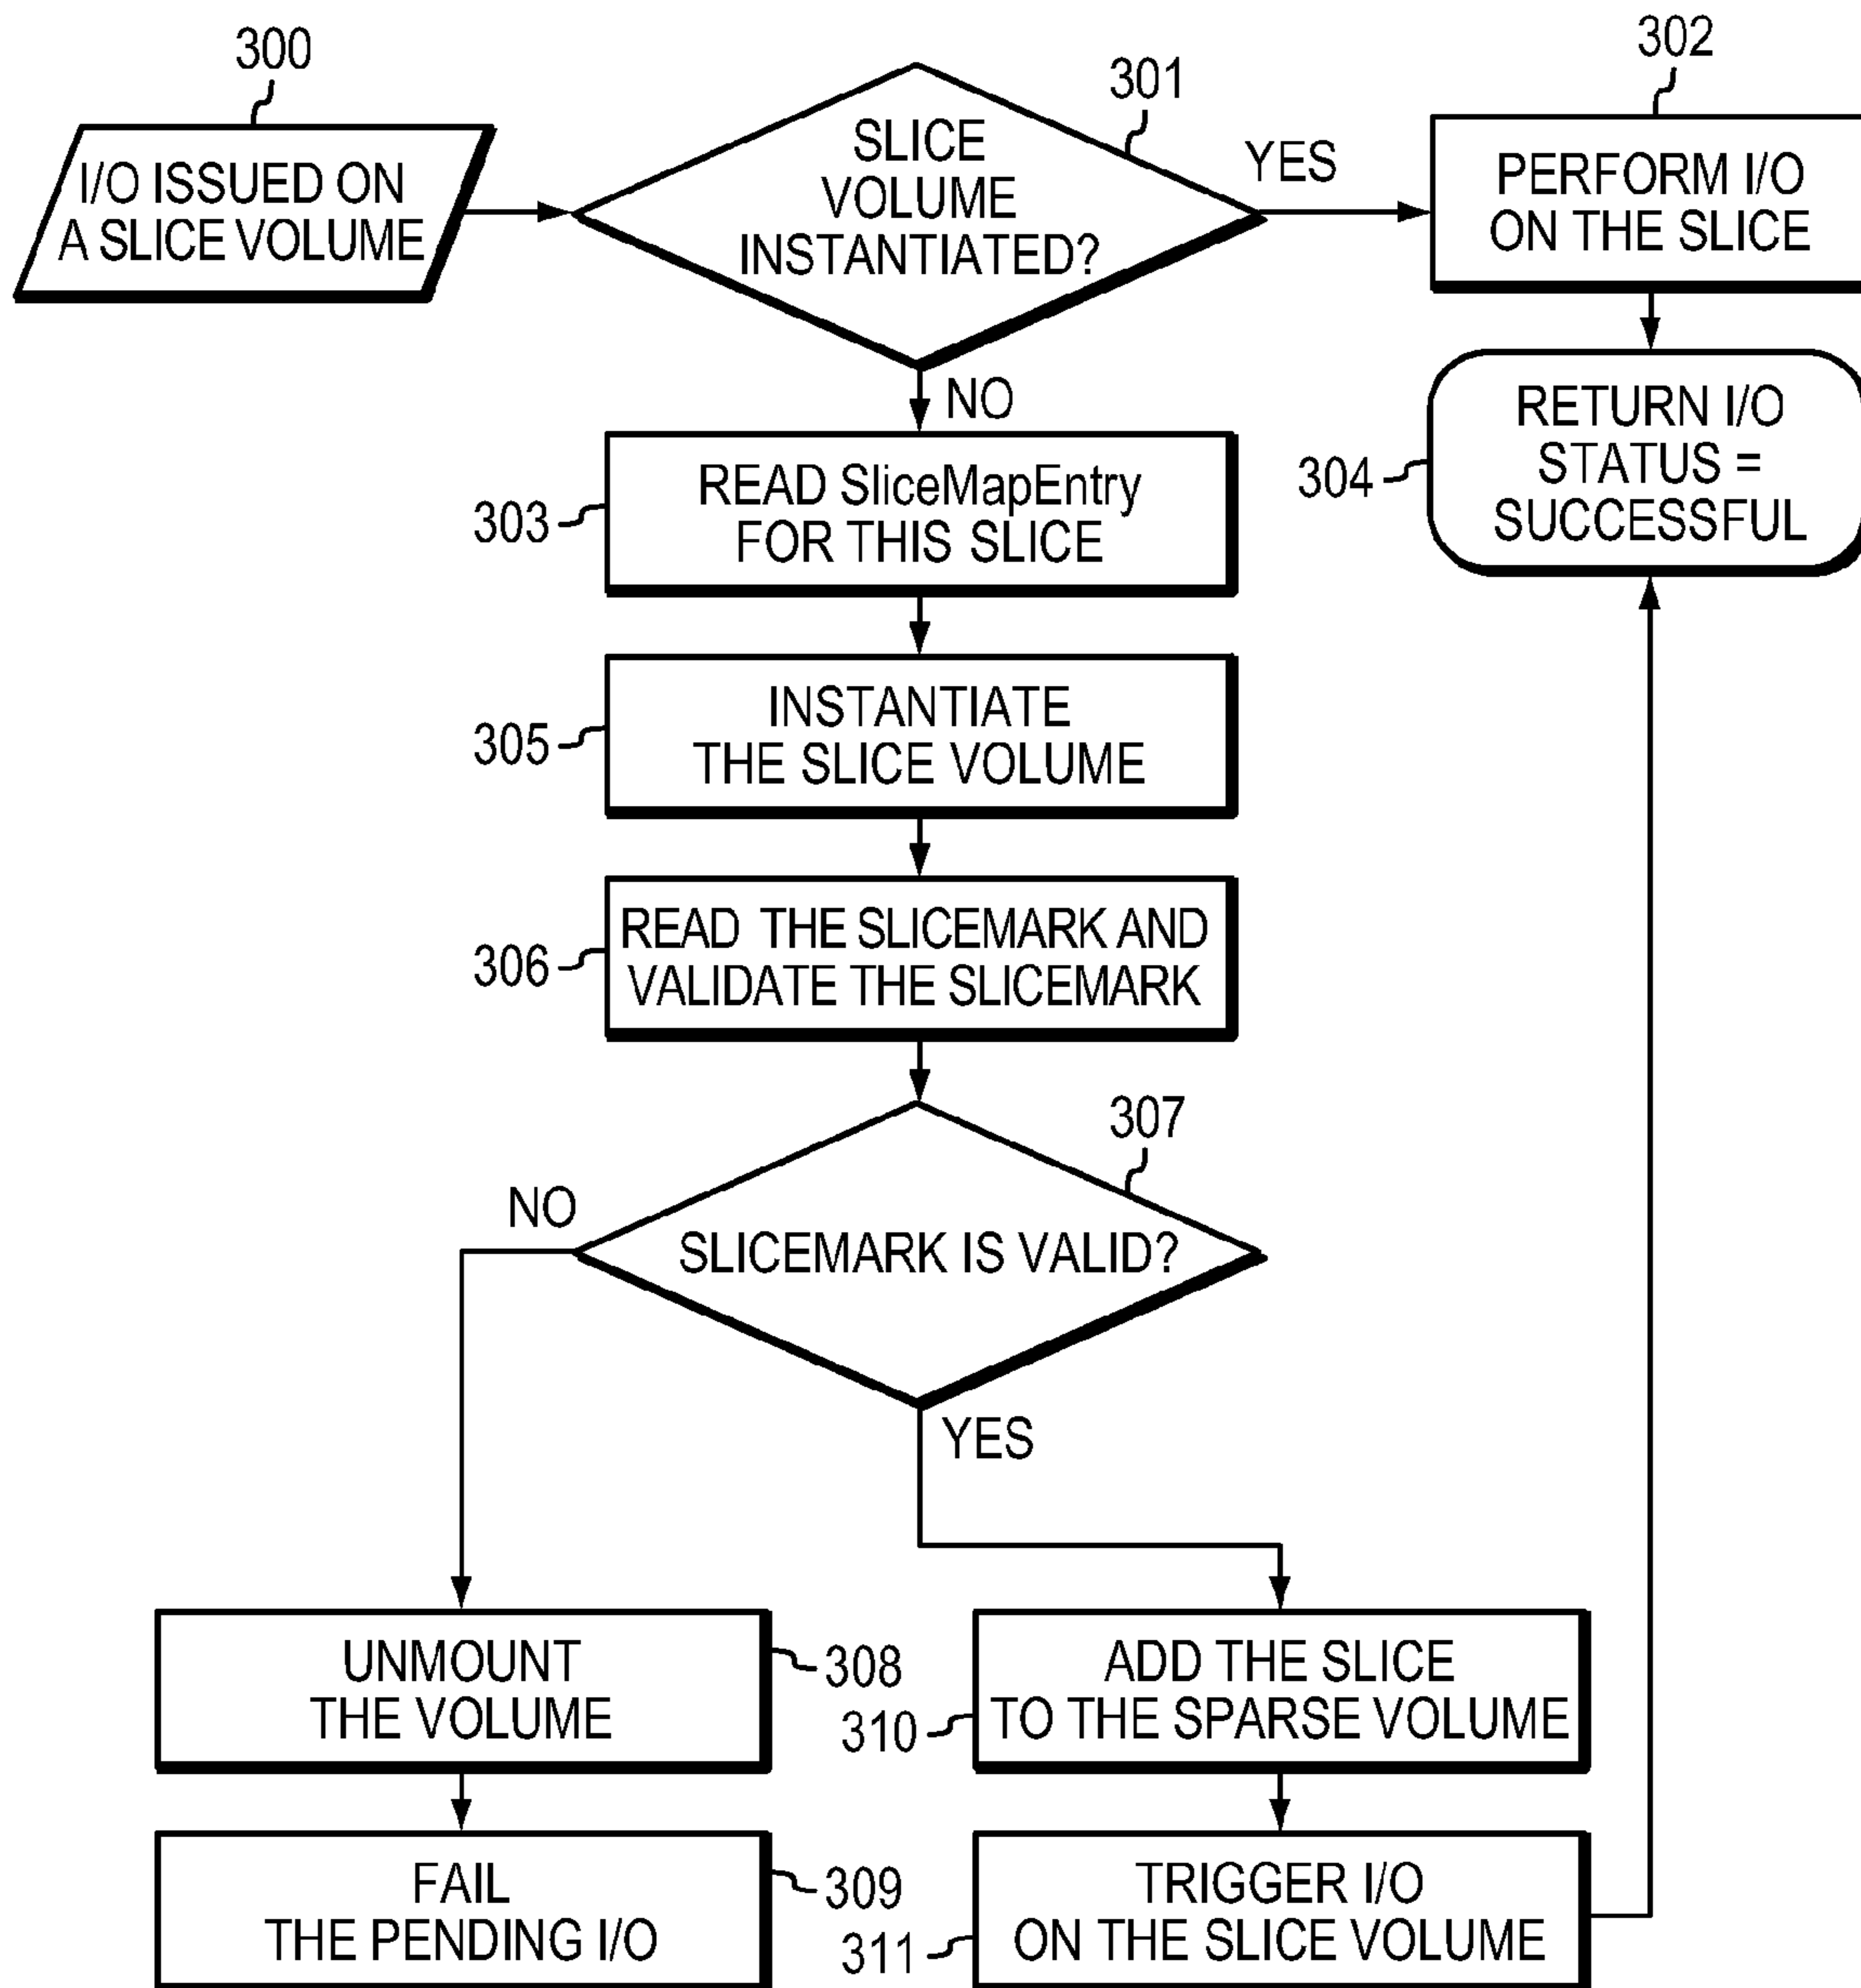 300
I/O ISSUED ON
A SLICE VOLUME
301
SLICE
VOLUME
INSTANTIATED?
YES
302
PERFORM I/O
ON THE SLICE
NO
304
RETURN I/O
STATUS =
SUCCESSFUL
303
READ SliceMapEntry
FOR THIS SLICE
305
INSTANTIATE
THE SLICE VOLUME
306
READ THE SLICEMARK AND
VALIDATE THE SLICEMARK
307
SLICEMARK IS VALID?
NO
YES
UNMOUNT
THE VOLUME
308
310
ADD THE SLICE
TO THE SPARSE VOLUME
FAIL
THE PENDING I/O
309
311
TRIGGER I/O
ON THE SLICE VOLUME